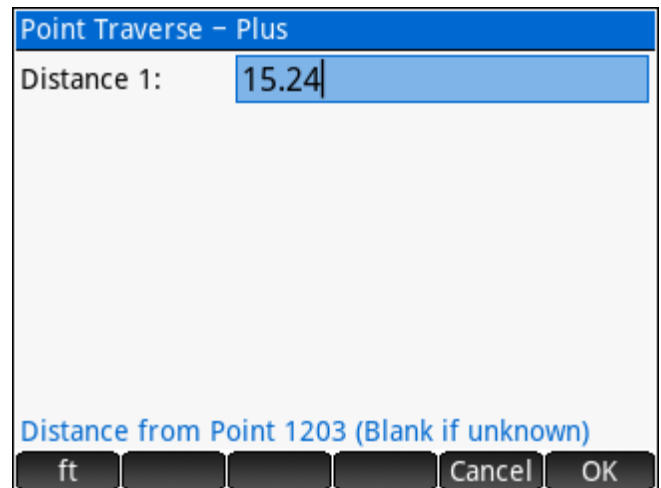 Point Traverse – Plus
Distance 1: 15.24
Distance from Point 1203 (Blank if unknown)
ft Cancel OK